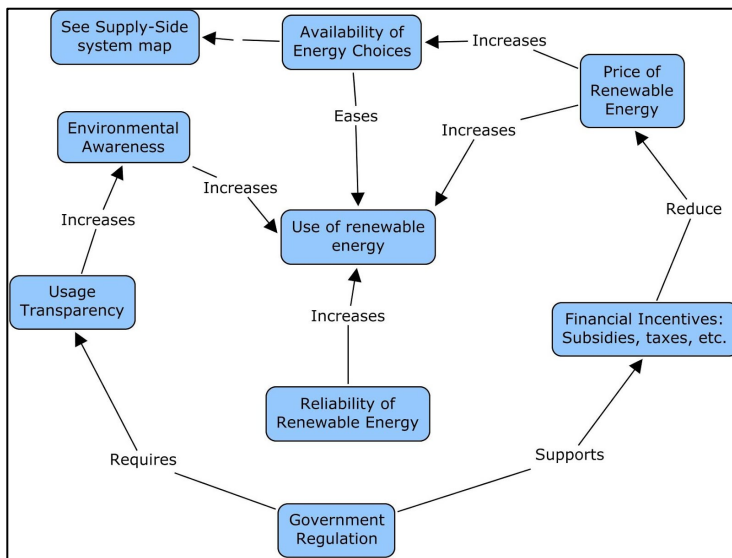 See Supply-Side
system map
Availability of
Energy Choices
Increases
Price of
Renewable
Energy
Eases
Environmental
Awareness
Increases
Increases
Increases
Use of renewable
energy
Reduce
Usage
Transparency
Increases
Financial Incentives:
Subsidies, taxes, etc.
Reliability of
Renewable Energy
Requires
Supports
Government
Regulation